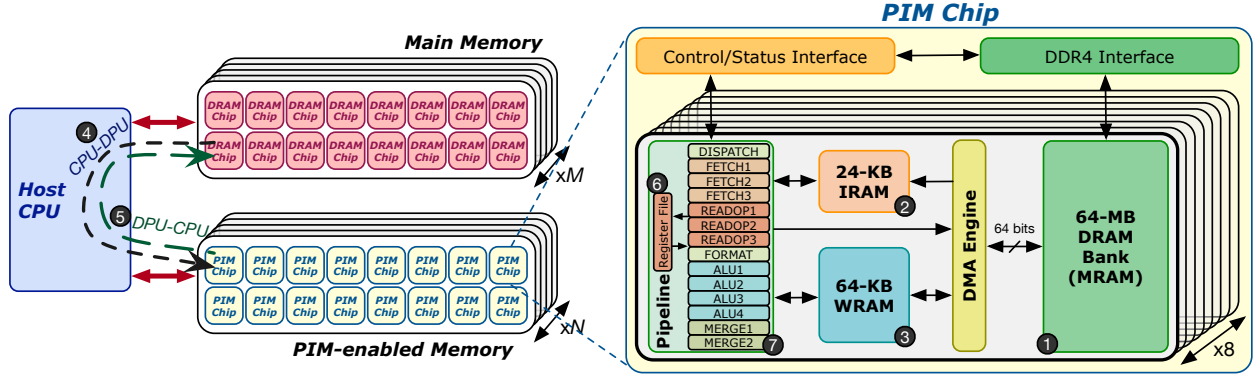 Main Memory
DRAM Chip DRAM Chip DRAM Chip DRAM Chip DRAM Chip DRAM Chip DRAM Chip DRAM Chip
DRAM Chip DRAM Chip DRAM Chip DRAM Chip DRAM Chip DRAM Chip DRAM Chip DRAM Chip
xM
Host
CPU
4
CPU-DPU
5
DPU-CPU
PIM Chip PIM Chip PIM Chip PIM Chip PIM Chip PIM Chip PIM Chip PIM Chip
PIM Chip PIM Chip PIM Chip PIM Chip PIM Chip PIM Chip PIM Chip PIM Chip
xN
PIM-enabled Memory
PIM Chip
Control/Status Interface
DDR4 Interface
Pipeline
6
Register File
DISPATCH
FETCH1
FETCH2
FETCH3
READOP1
READOP2
READOP3
FORMAT
ALU1
ALU2
ALU3
ALU4
MERGE1
MERGE2
7
24-KB
IRAM
2
64-KB
WRAM
3
DMA Engine
64 bits
64-MB
DRAM
Bank
(MRAM)
1
x8